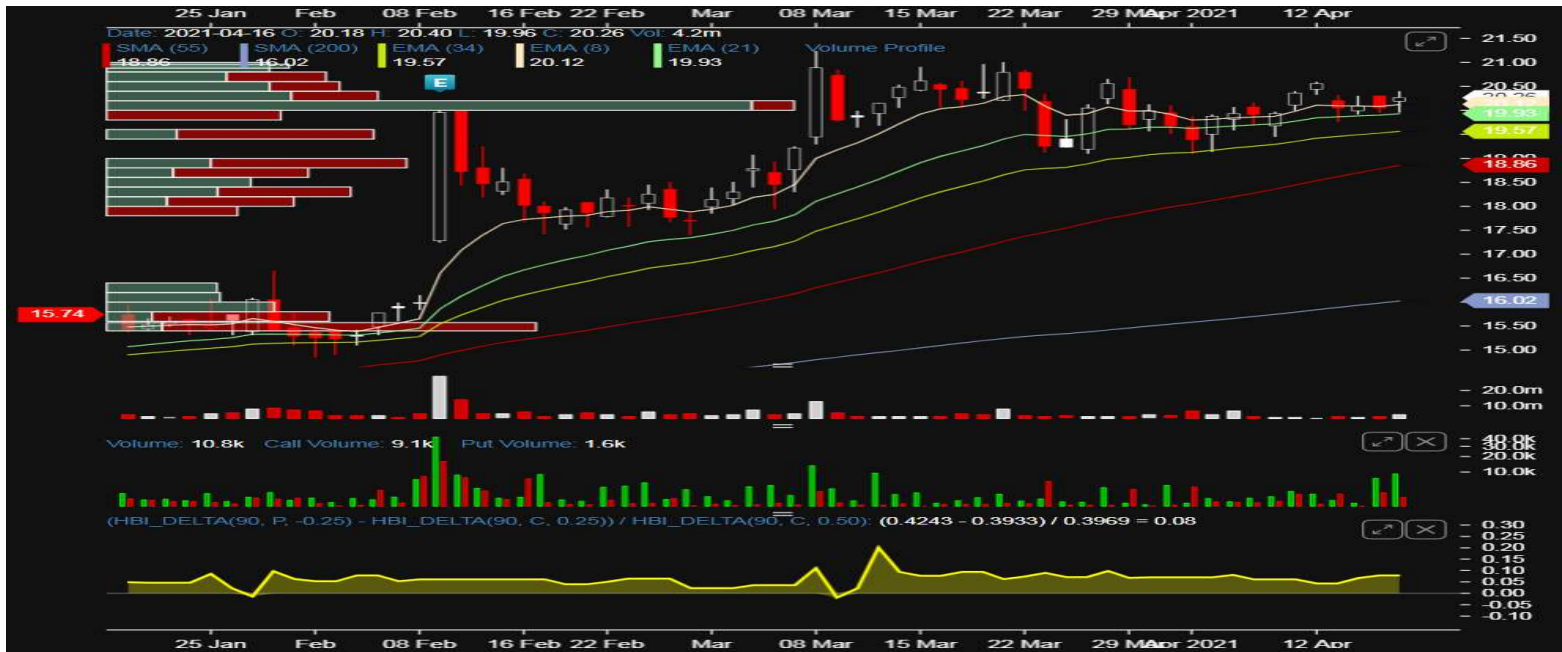 25 Jan Feb 08 Feb 16 Feb 22 Feb Mar 08 Mar 15 Mar 22 Mar 29 Apr 2021 12 Apr
Date: 2021-04-16 O: 20.18 H: 20.40 L: 19.96 C: 20.26 Vol: 4.2m
SMA (55) SMA (200) EMA (34) EMA (8) EMA (21) Volume Profile
18.86 16.02 19.57 20.12 19.93
E
21.50
21.00
20.50
20.12
19.93
19.57
18.86
18.50
18.00
17.50
17.00
16.50
16.02
15.74
15.50
15.00
20.0m
10.0m
Volume: 10.8k Call Volume: 9.1k Put Volume: 1.6k
40.0k
30.0k
20.0k
10.0k
(HBI_DELTA(90, P, -0.25) - HBI_DELTA(90, C, 0.25)) / HBI_DELTA(90, C, 0.50): (0.4243 - 0.3933) / 0.3969 = 0.08
0.30
0.25
0.20
0.15
0.10
0.05
0.00
-0.05
-0.10
25 Jan Feb 08 Feb 16 Feb 22 Feb Mar 08 Mar 15 Mar 22 Mar 29 Apr 2021 12 Apr